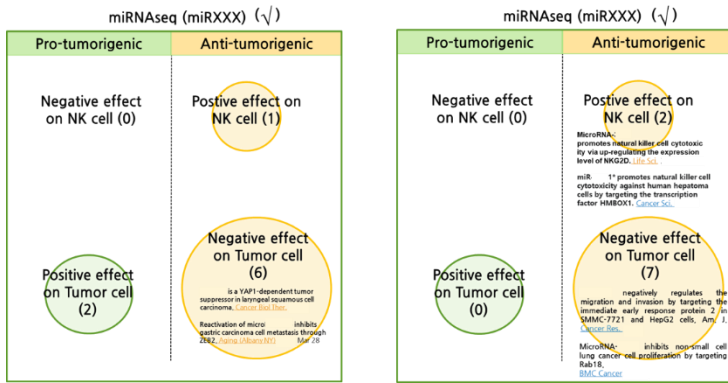 miRNAseq (miRXXX) (√)
Pro-tumorigenic
Anti-tumorigenic
Negative effect
on NK cell (0)
Postive effect on
NK cell (1)
Positive effect
on Tumor cell
(2)
Negative effect
on Tumor cell
(6)
is a YAP1-dependent tumor
suppressor in laryngeal squamous cell
carcinoma. Cancer Biol Ther.
Reactivation of micro inhibits
gastric carcinoma cell metastasis through
ZEB2. Aging (Albany NY) Mar 28
miRNAseq (miRXXX) (√)
Pro-tumorigenic
Anti-tumorigenic
Negative effect
on NK cell (0)
Postive effect on
NK cell (2)
MicroRNA-
promotes natural killer cell cytotoxic
ity via up-regulating the expression
level of NKG2D. Life Sci.
miR- 1* promotes natural killer cell
cytotoxicity against human hepatoma
cells by targeting the transcription
factor HMBOX1. Cancer Sci.
Positive effect
on Tumor cell
(0)
Negative effect
on Tumor cell
(7)
negatively regulates the
migration and invasion by targeting the
immediate early response protein 2 in
SMMC-7721 and HepG2 cells, Am. J.
Cancer Res.
MicroRNA- inhibits non-small cell
lung cancer cell proliferation by targeting
Rab18.
BMC Cancer